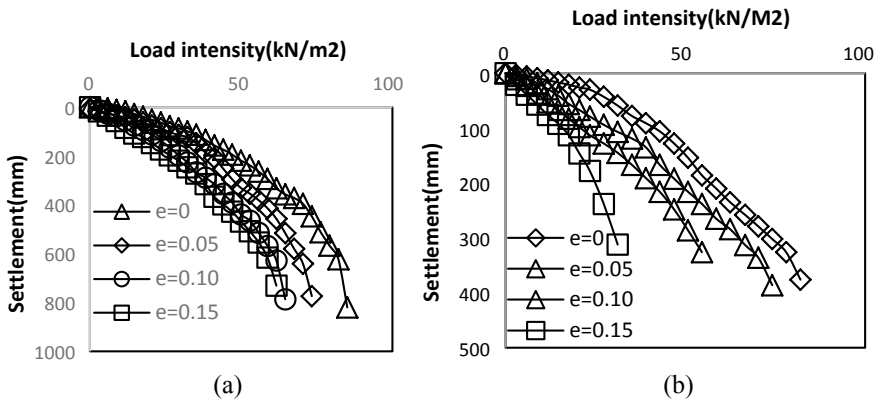 Load intensity(kN/m2)
0 50 100
0
200
400
600
800
1000
Settlement(mm)
e=0
e=0.05
e=0.10
e=0.15
(a)
Load intensity(kN/M2)
0 50 100
0
100
200
300
400
500
Settlement(mm)
e=0
e=0.05
e=0.10
e=0.15
(b)